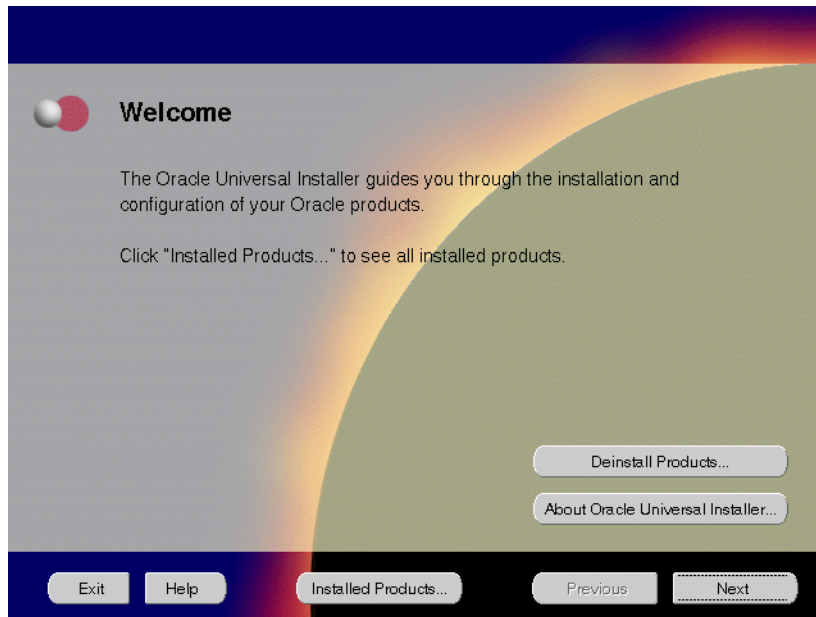 Welcome
The Oracle Universal Installer guides you through the installation and
configuration of your Oracle products.
Click "Installed Products..." to see all installed products.
Deinstall Products...
About Oracle Universal Installer...
Exit
Help
Installed Products...
Previous
Next